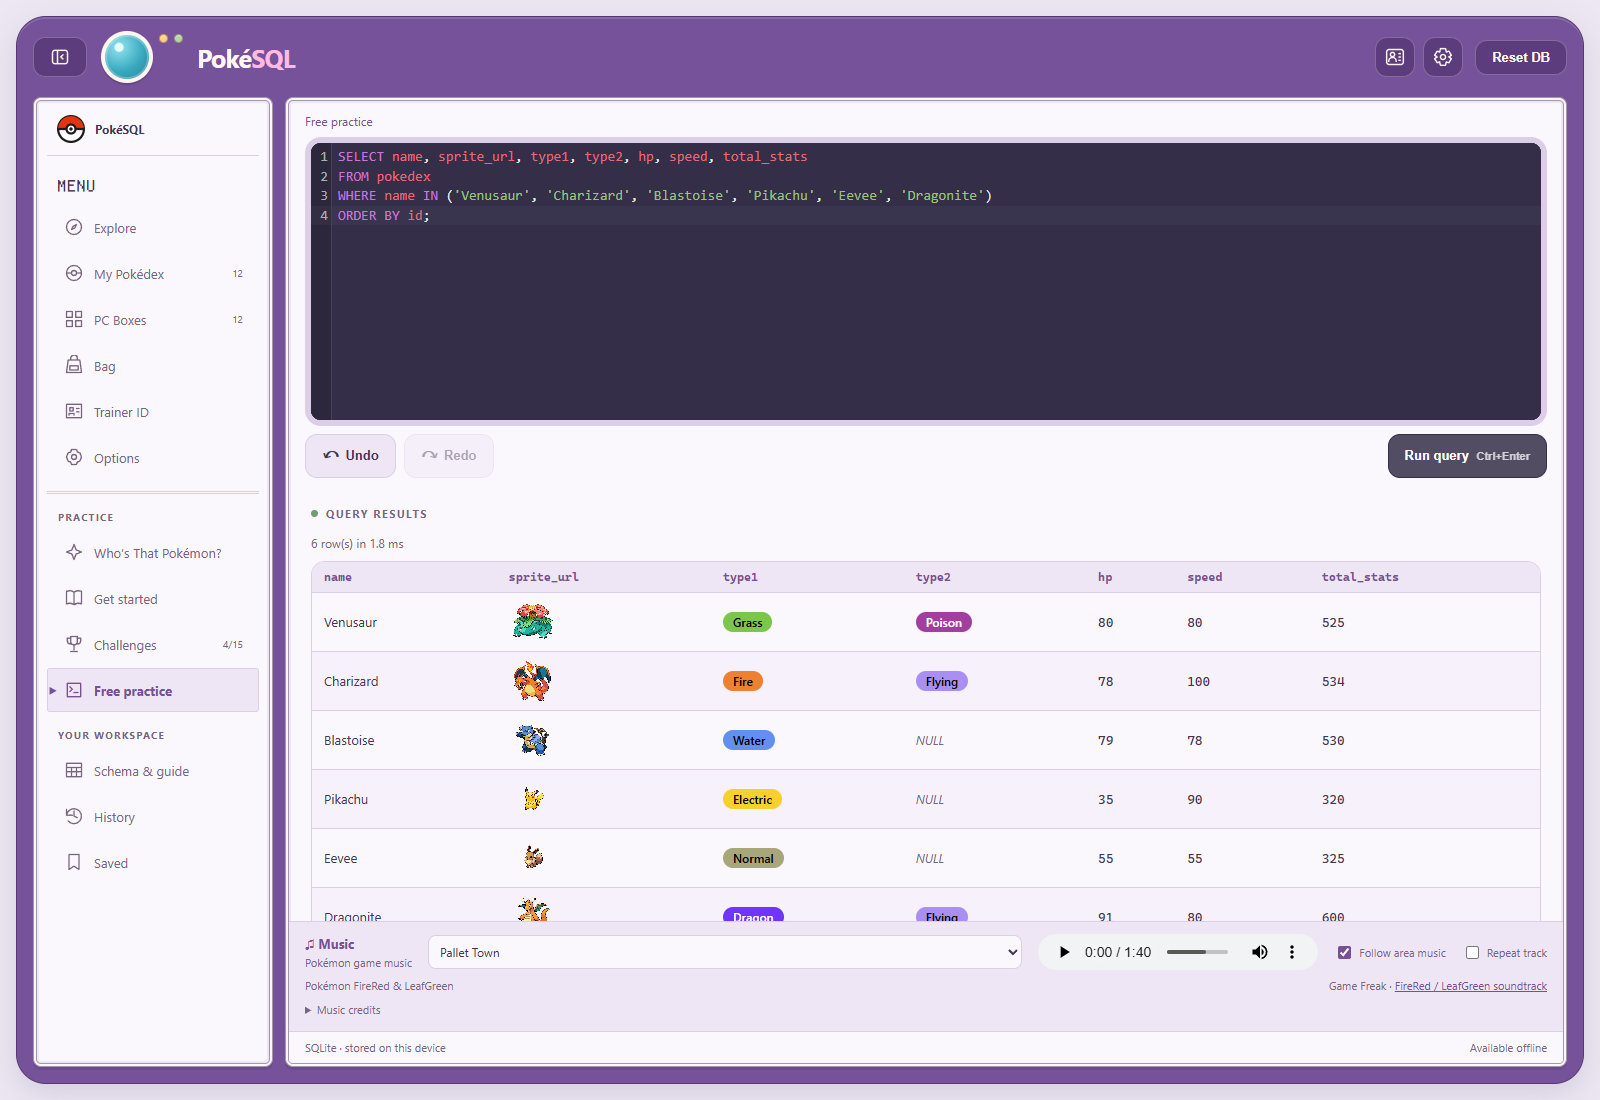 PokéSQL
Reset DB
PokéSQL
MENU
Explore
My Pokédex 12
PC Boxes 12
Bag
Trainer ID
Options
PRACTICE
Who's That Pokémon?
Get started
Challenges 4/15
Free practice
YOUR WORKSPACE
Schema & guide
History
Saved
Free practice
1 SELECT name, sprite_url, type1, type2, hp, speed, total_stats
2 FROM pokedex
3 WHERE name IN ('Venusaur', 'Charizard', 'Blastoise', 'Pikachu', 'Eevee', 'Dragonite')
4 ORDER BY id;
Undo Redo Run query Ctrl+Enter
QUERY RESULTS
6 row(s) in 1.8 ms
name sprite_url type1 type2 hp speed total_stats
Venusaur Grass Poison 80 80 525
Charizard Fire Flying 78 100 534
Blastoise Water NULL 79 78 530
Pikachu Electric NULL 35 90 320
Eevee Normal NULL 55 55 325
Dragonite Dragon Flying 91 80 600
♫ Music
Pokémon game music
Pallet Town
0:00 / 1:40
Follow area music
Repeat track
Pokémon FireRed & LeafGreen
Game Freak · FireRed / LeafGreen soundtrack
Music credits
SQLite · stored on this device
Available offline